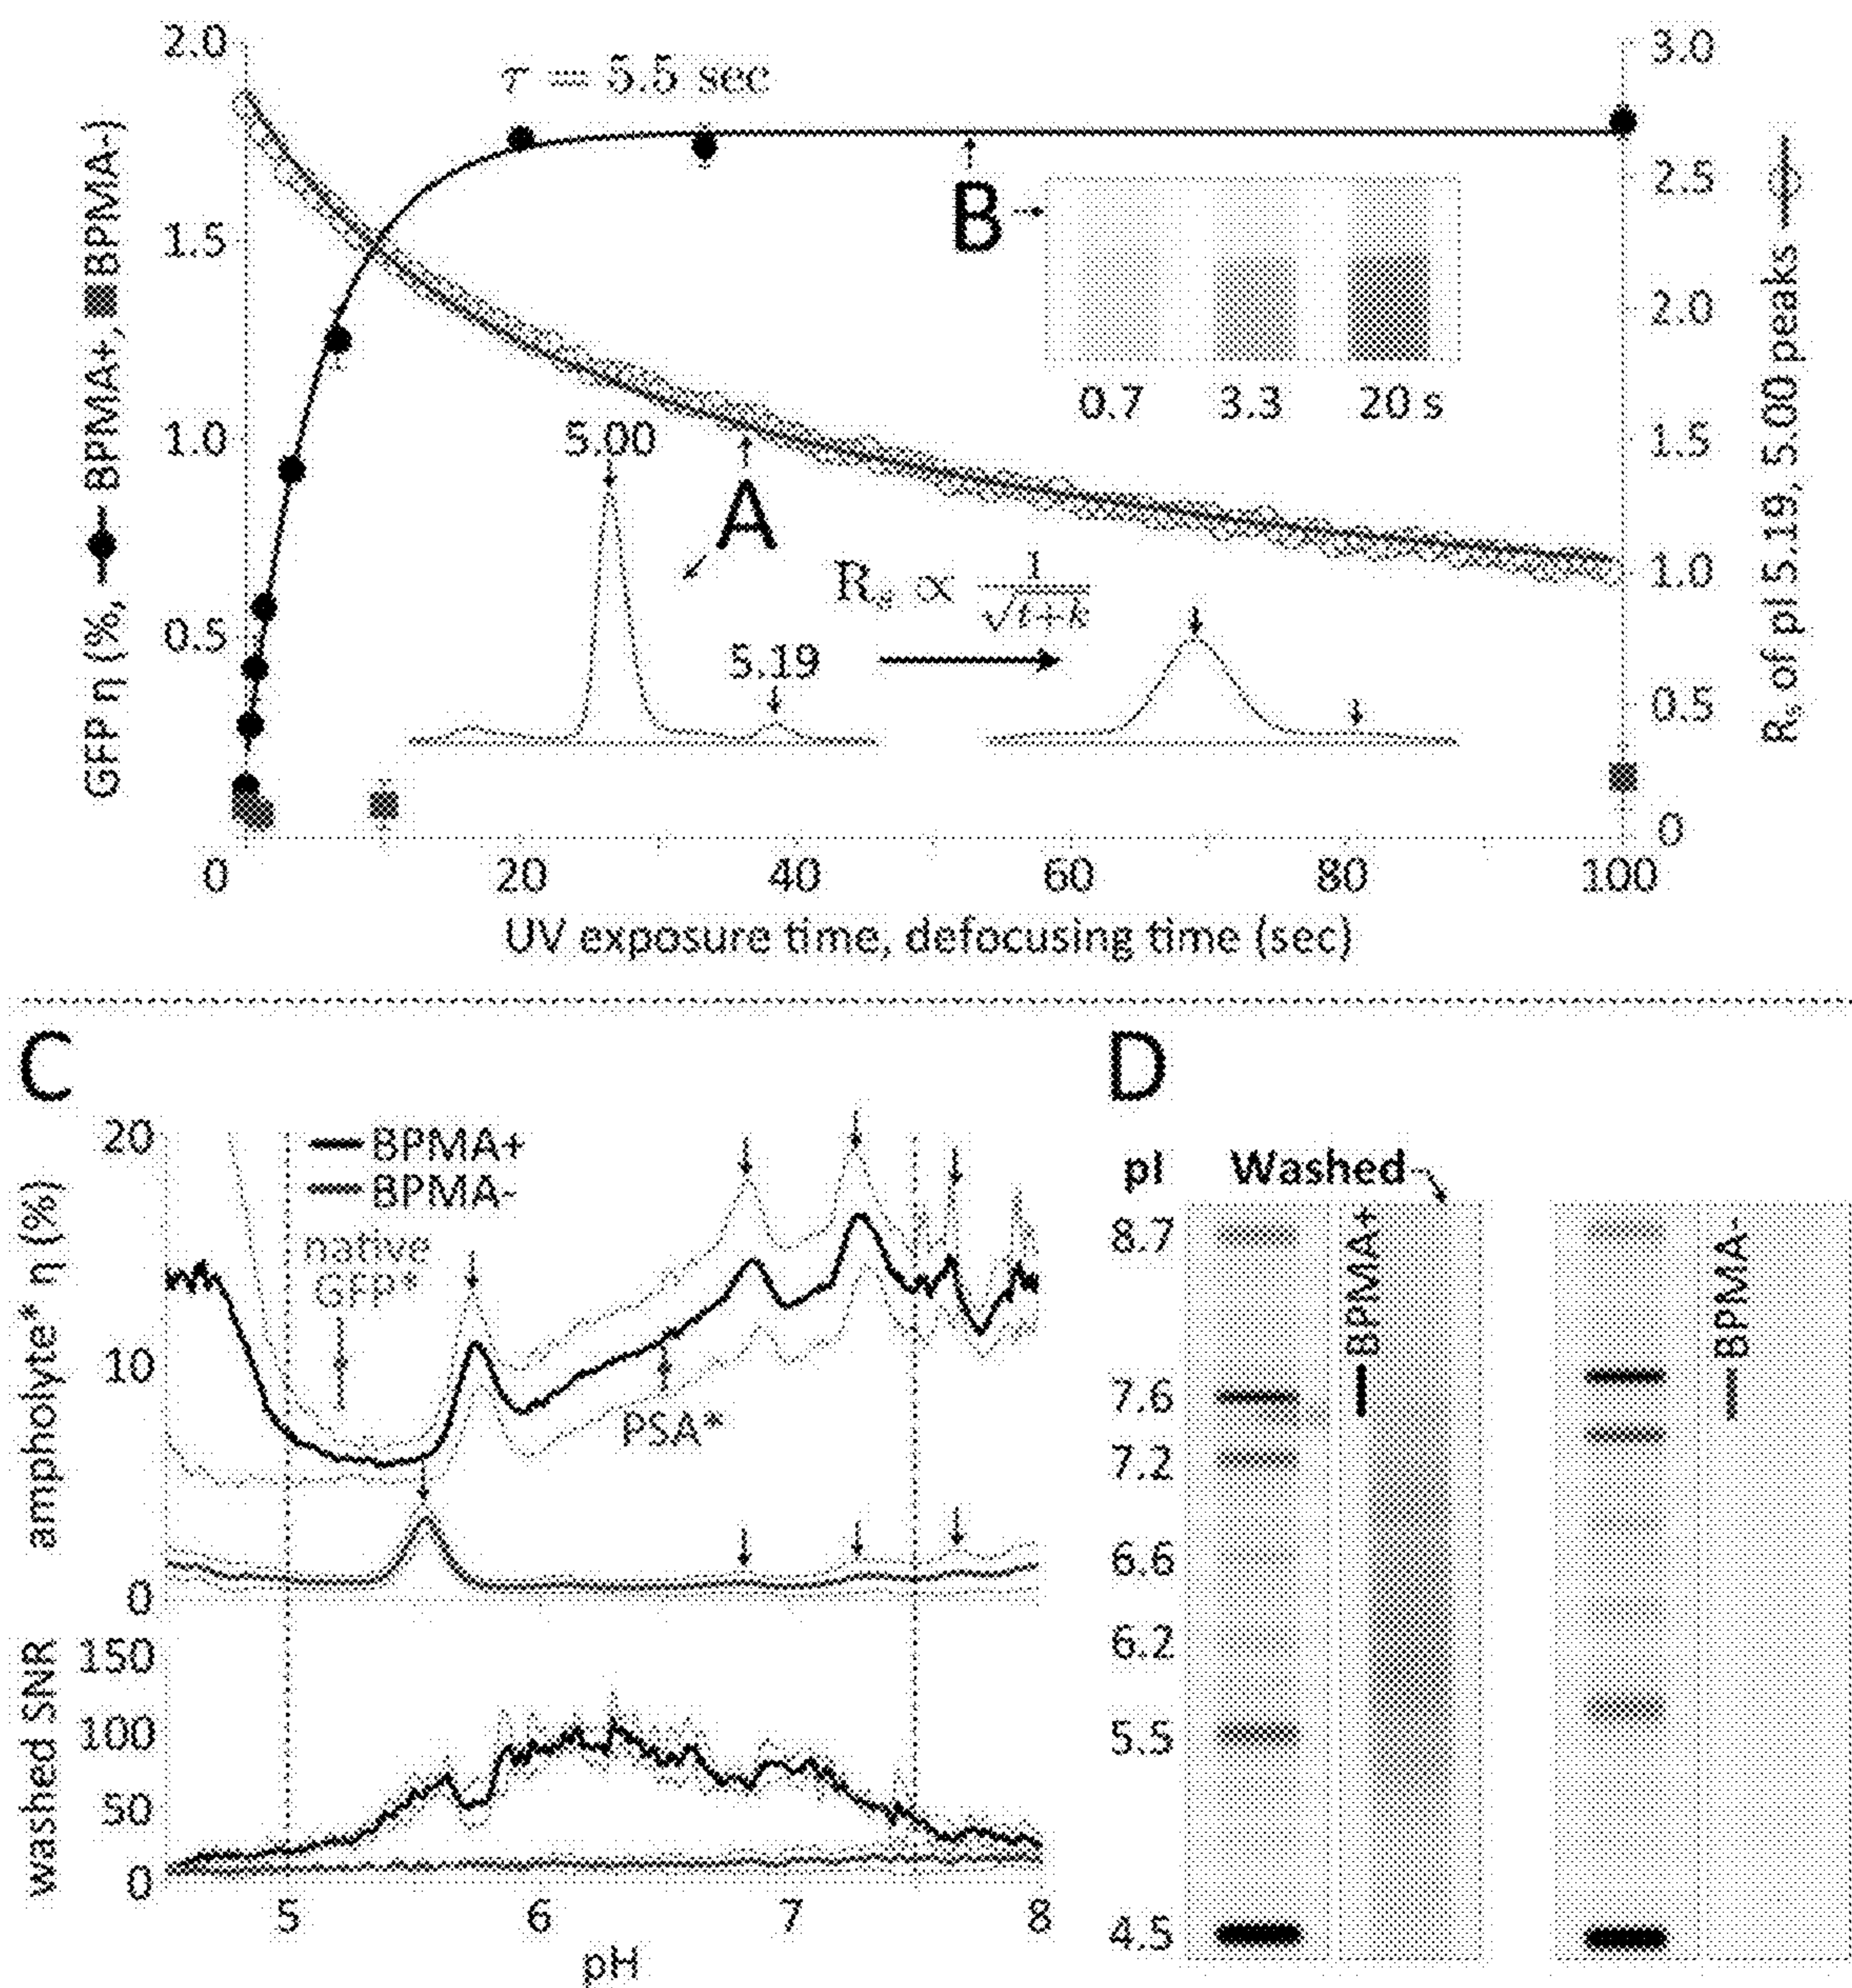 2.0
1.5
1.0
0.5
GFP η (%, BPMA+, BPMA-)
τ = 5.5 sec
3.0
2.5
2.0
1.5
1.0
0.5
0
Rs of pI 5.19, 5.00 peaks
B
0.7 3.3 20 s
5.00
A
Rs ∝ 1/√t+k
5.19
0 20 40 60 80 100
UV exposure time, defocusing time (sec)
C
20
10
0
ampholyte* η (%)
BPMA+
BPMA-
native
GFP*
PSA*
150
100
50
0
washed SNR
5 6 7 8
pH
D
pI Washed
8.7
7.6
7.2
6.6
6.2
5.5
4.5
BPMA+
BPMA-